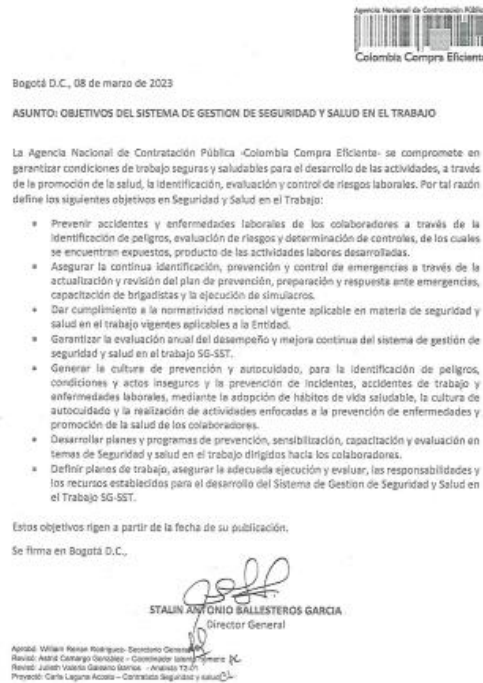 Agencia Nacional de Contratación Pública
Colombia Compra Eficiente
Bogotá D.C., 08 de marzo de 2023
ASUNTO: OBJETIVOS DEL SISTEMA DE GESTION DE SEGURIDAD Y SALUD EN EL TRABAJO
La Agencia Nacional de Contratación Pública -Colombia Compra Eficiente- se compromete en
garantizar condiciones de trabajo seguras y saludables para el desarrollo de las actividades, a través
de la promoción de la salud, la identificación, evaluación y control de riesgos laborales. Por tal razón
define los siguientes objetivos en Seguridad y Salud en el Trabajo:
• Prevenir accidentes y enfermedades laborales de los colaboradores a través de la
identificación de peligros, evaluación de riesgos y determinación de controles, de los cuales
se encuentran expuestos, producto de las actividades labores desarrolladas.
• Asegurar la continua identificación, prevención y control de emergencias a través de la
actualización y revisión del plan de prevención, preparación y respuesta ante emergencias,
capacitación de brigadistas y la ejecución de simulacros.
• Dar cumplimiento a la normatividad nacional vigente aplicable en materia de seguridad y
salud en el trabajo vigentes aplicables a la Entidad.
• Garantizar la evaluación anual del desempeño y mejora continua del sistema de gestión de
seguridad y salud en el trabajo SG-SST.
• Generar la cultura de prevención y autocuidado, para la identificación de peligros,
condiciones y actos inseguros y la prevención de incidentes, accidentes de trabajo y
enfermedades laborales, mediante la adopción de hábitos de vida saludable, la cultura de
autocuidado y la realización de actividades enfocadas a la prevención de enfermedades y
promoción de la salud de los colaboradores.
• Desarrollar planes y programas de prevención, sensibilización, capacitación y evaluación en
temas de Seguridad y salud en el trabajo dirigidos hacia los colaboradores.
• Definir planes de trabajo, asegurar la adecuada ejecución y evaluar, las responsabilidades y
los recursos establecidos para el desarrollo del Sistema de Gestion de Seguridad y Salud en
el Trabajo SG-SST.
Estos objetivos rigen a partir de la fecha de su publicación.
Se firma en Bogotá D.C.,
STALIN ANTONIO BALLESTEROS GARCIA
Director General
Aprobó: William Renan Rodríguez- Secretario General
Revisó: Astrid Camargo González – Coordinador talento humano
Revisó: Julieth Valeria Galeano Barrios - Analista T2-
Proyectó: Carla Laguna Acosta – Contratista Seguridad y salud